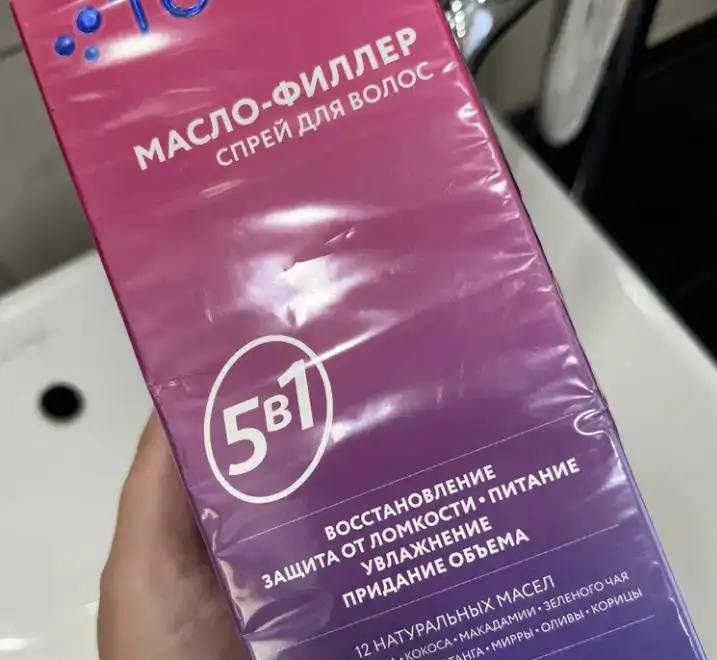 МАСЛО-ФИЛЛЕР
СПРЕЙ ДЛЯ ВОЛОС
5в1
ВОССТАНОВЛЕНИЕ
ЗАЩИТА ОТ ЛОМКОСТИ • ПИТАНИЕ
УВЛАЖНЕНИЕ
ПРИДАНИЕ ОБЪЕМА
12 НАТУРАЛЬНЫХ МАСЕЛ
• КОКОСА • МАКАДАМИИ • ЗЕЛЕНОГО ЧАЯ
• МИРРЫ • ОЛИВЫ • КОРИЦЫ